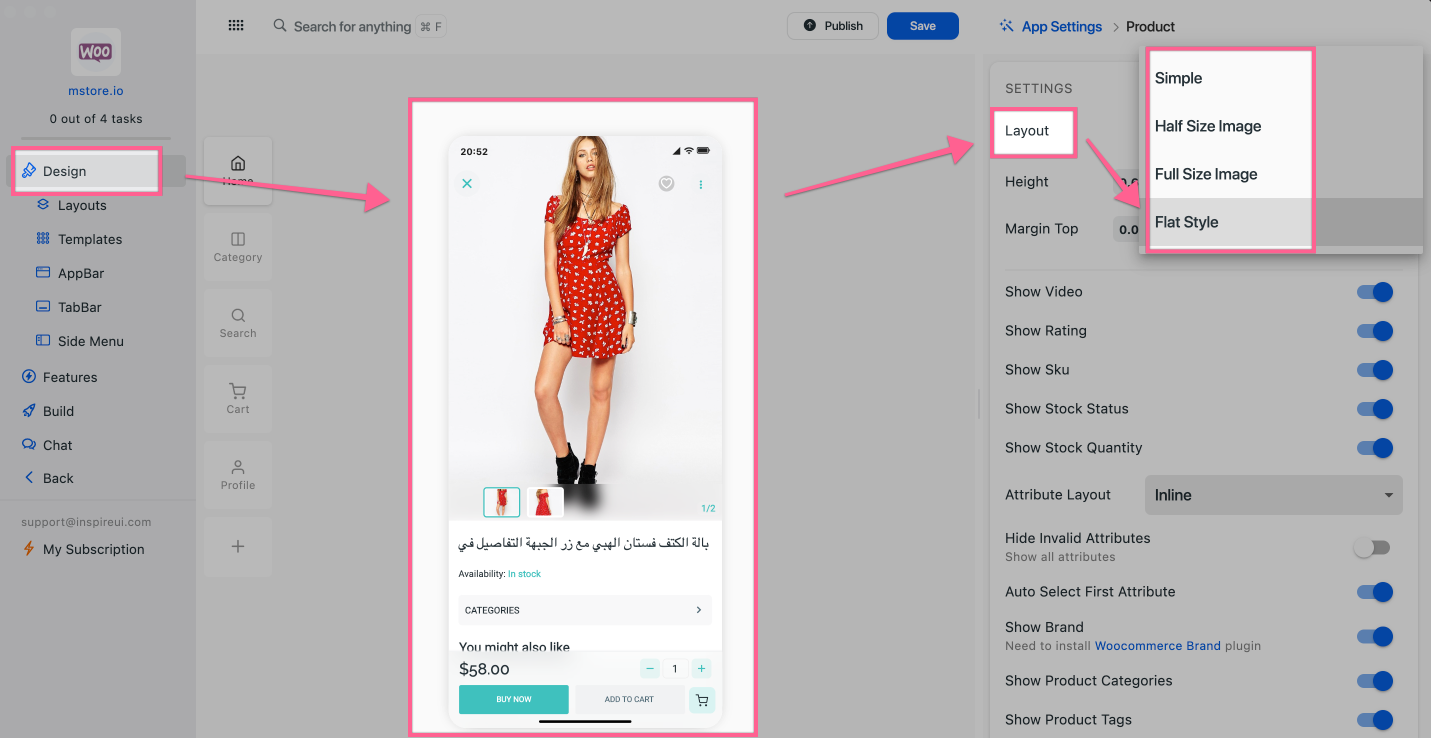 WOO
mstore.io
0 out of 4 tasks
Design
Layouts
Templates
AppBar
TabBar
Side Menu
Features
Build
Chat
Back
support@inspireui.com
My Subscription
Search for anything ⌘ F
Publish
Save
Home
Category
Search
Cart
Profile
20:52
1/2
بالة الكتف فستان الهبي مع زر الجبهة التفاصيل في
Availability: In stock
CATEGORIES
You might also like
$58.00
1
BUY NOW
ADD TO CART
App Settings > Product
SETTINGS
Layout
Simple
Half Size Image
Full Size Image
Flat Style
Height
Margin Top
0.0
Show Video
Show Rating
Show Sku
Show Stock Status
Show Stock Quantity
Attribute Layout
Inline
Hide Invalid Attributes
Show all attributes
Auto Select First Attribute
Show Brand
Need to install Woocommerce Brand plugin
Show Product Categories
Show Product Tags